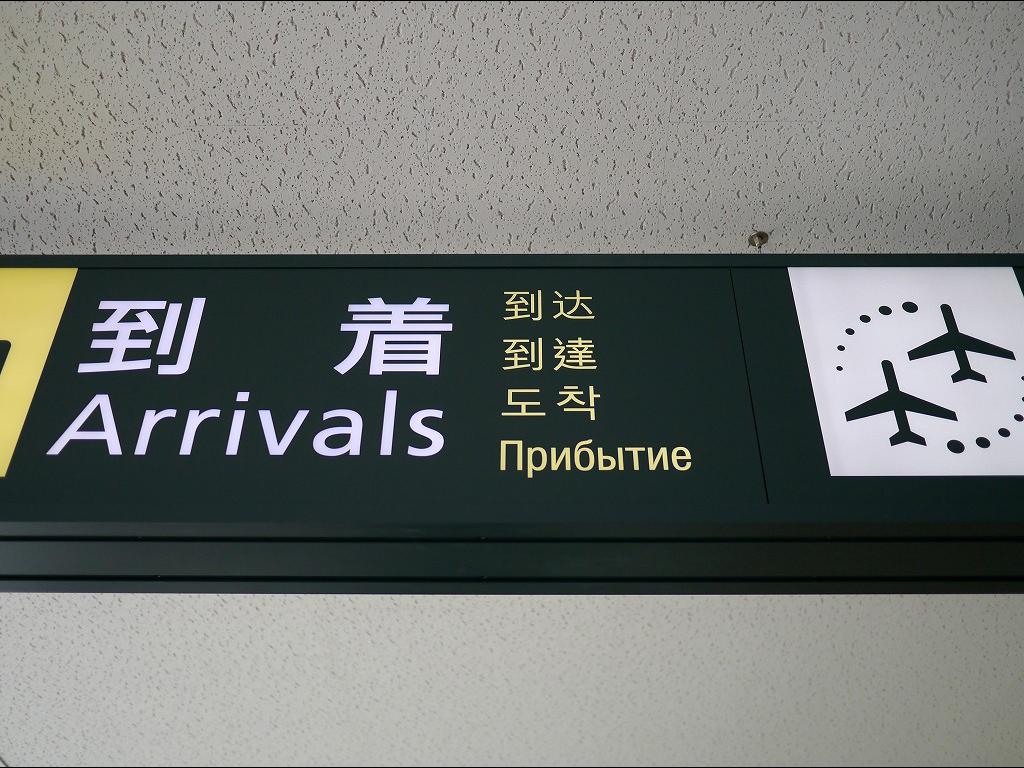 到着
Arrivals
到达
到達
도착
Прибытие